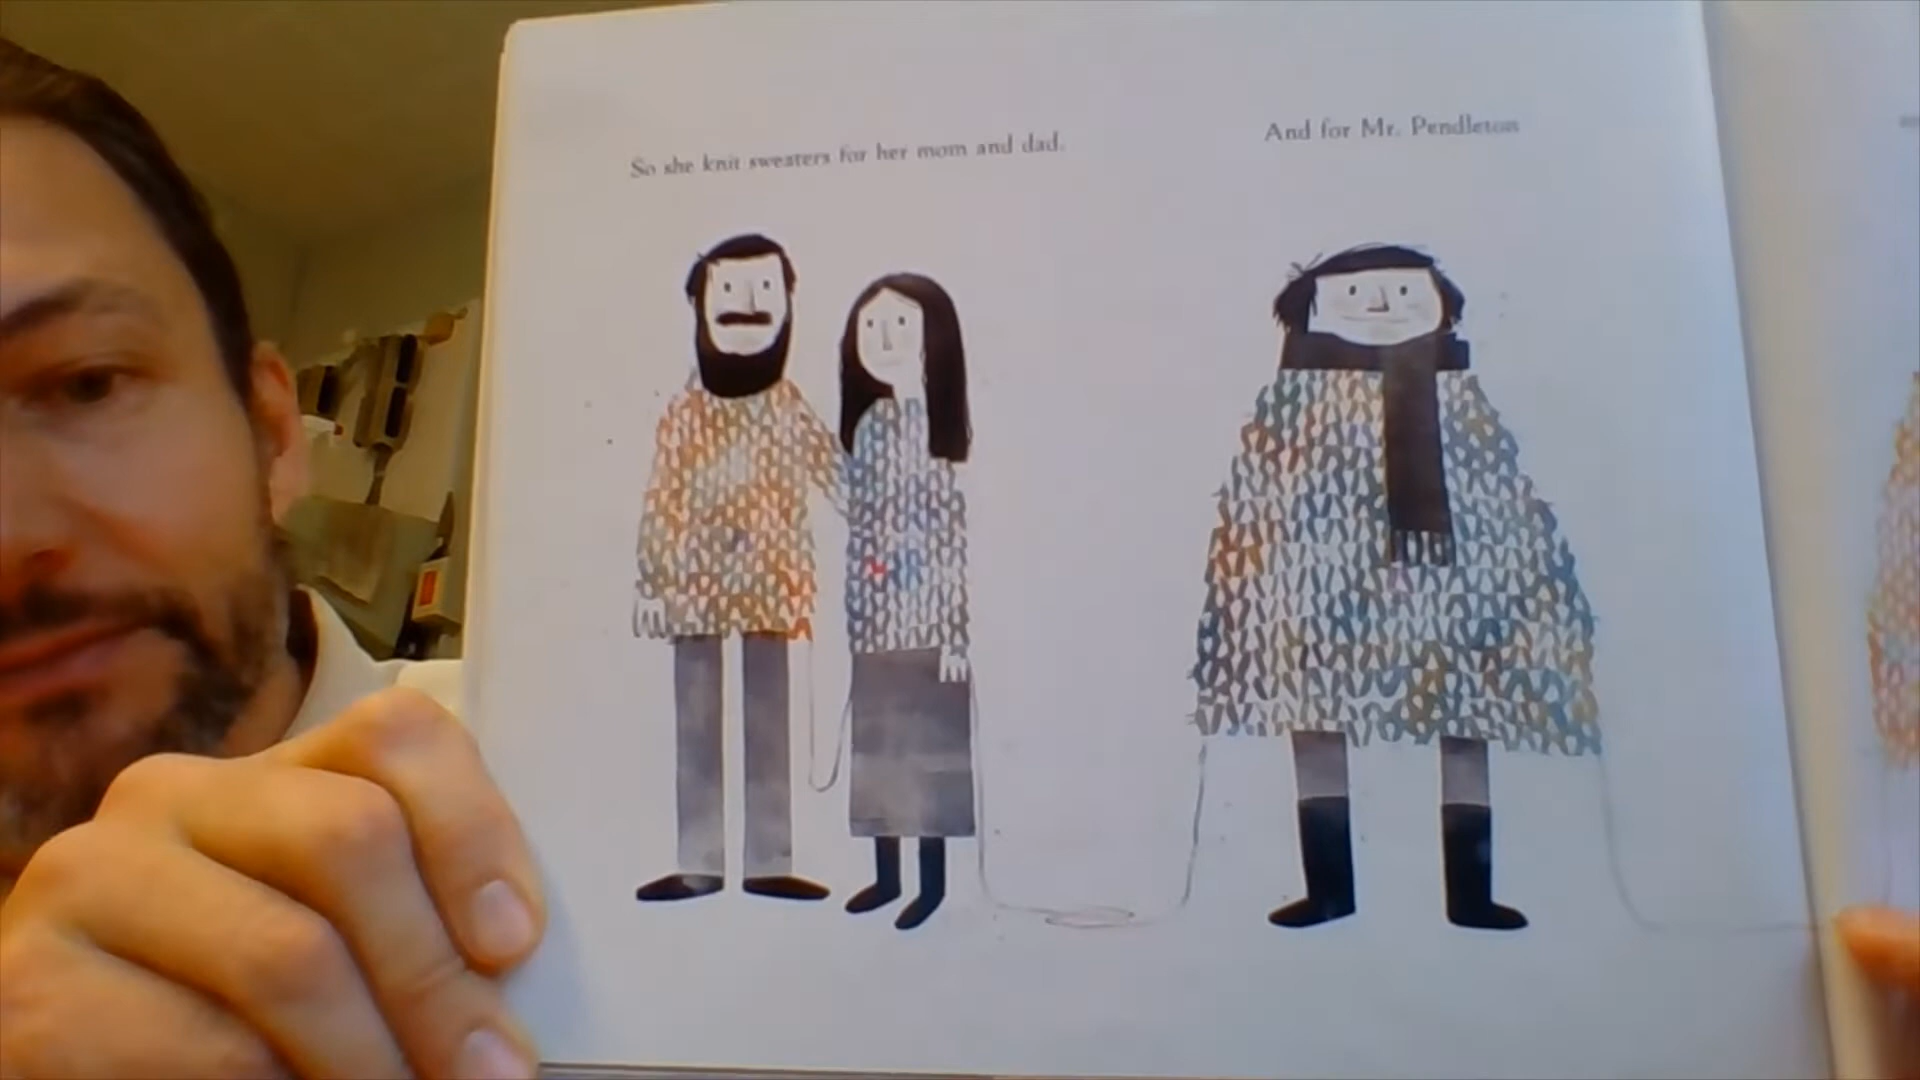 So she knit sweaters for her mom and dad.
And for Mr. Pendleton